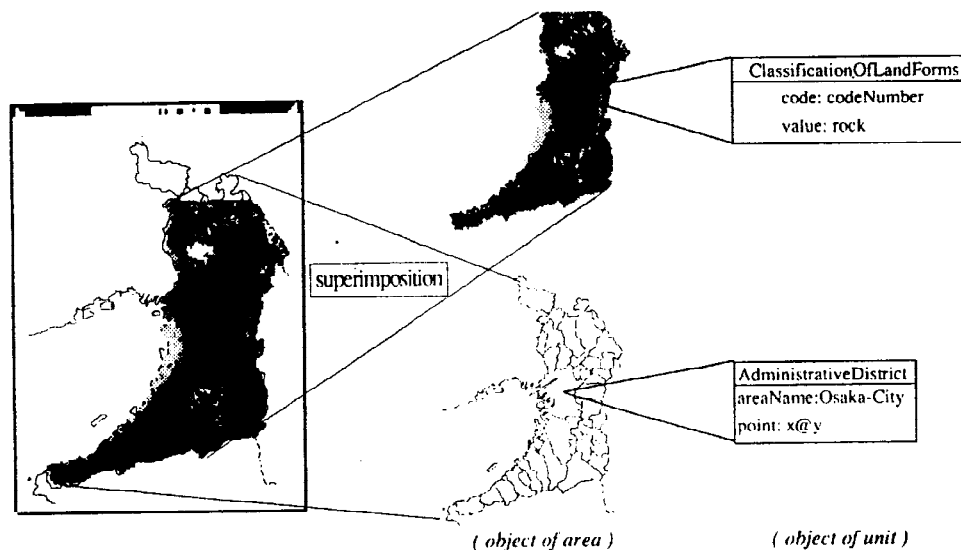 ClassificationOfLandForms
code: codeNumber
value: rock
superimposition
AdministrativeDistrict
areaName:Osaka-City
point: x@y
( object of area )
( object of unit )